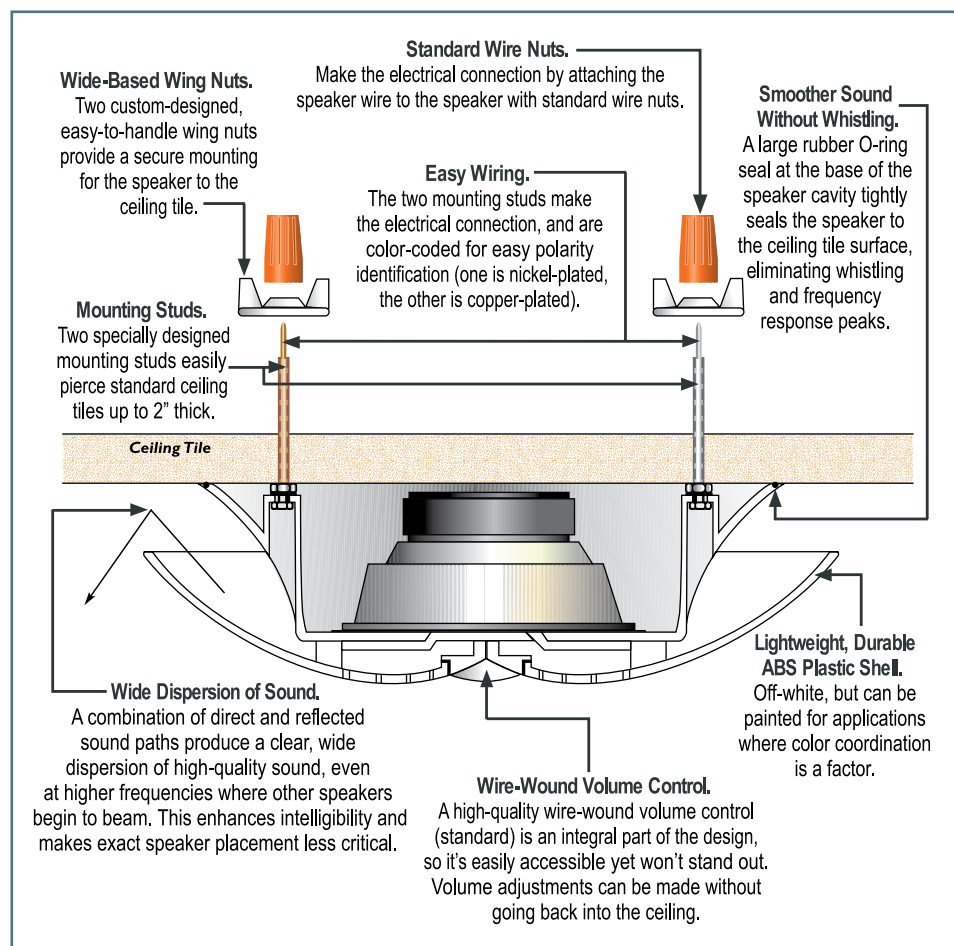 Wide-Based Wing Nuts.
Two custom-designed,
easy-to-handle wing nuts
provide a secure mounting
for the speaker to the
ceiling tile.
Standard Wire Nuts.
Make the electrical connection by attaching the
speaker wire to the speaker with standard wire nuts.
Smoother Sound
Without Whistling.
A large rubber O-ring
seal at the base of the
speaker cavity tightly
seals the speaker to
the ceiling tile surface,
eliminating whistling
and frequency
response peaks.
Easy Wiring.
The two mounting studs make
the electrical connection, and are
color-coded for easy polarity
identification (one is nickel-plated,
the other is copper-plated).
Mounting Studs.
Two specially designed
mounting studs easily
pierce standard ceiling
tiles up to 2” thick.
Ceiling Tile
Wide Dispersion of Sound.
A combination of direct and reflected
sound paths produce a clear, wide
dispersion of high-quality sound, even
at higher frequencies where other speakers
begin to beam. This enhances intelligibility and
makes exact speaker placement less critical.
Lightweight, Durable
ABS Plastic Shell.
Off-white, but can be
painted for applications
where color coordination
is a factor.
Wire-Wound Volume Control.
A high-quality wire-wound volume control
(standard) is an integral part of the design,
so it’s easily accessible yet won’t stand out.
Volume adjustments can be made without
going back into the ceiling.